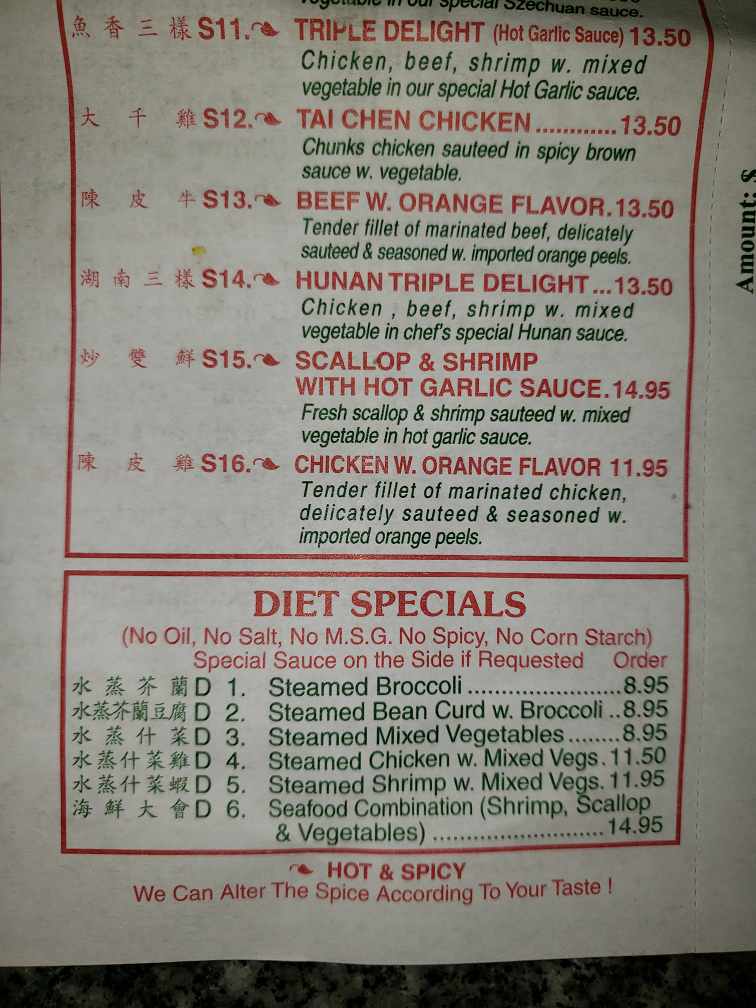 vegetable in our special Szechuan sauce.
魚香三樣 S11. TRIPLE DELIGHT (Hot Garlic Sauce) 13.50
Chicken, beef, shrimp w. mixed
vegetable in our special Hot Garlic sauce.
大千雞 S12. TAI CHEN CHICKEN ............ 13.50
Chunks chicken sauteed in spicy brown
sauce w. vegetable.
陳皮牛 S13. BEEF W. ORANGE FLAVOR. 13.50
Tender fillet of marinated beef, delicately
sauteed & seasoned w. imported orange peels.
湖南三樣 S14. HUNAN TRIPLE DELIGHT ... 13.50
Chicken , beef, shrimp w. mixed
vegetable in chef's special Hunan sauce.
炒雙鮮 S15. SCALLOP & SHRIMP
WITH HOT GARLIC SAUCE. 14.95
Fresh scallop & shrimp sauteed w. mixed
vegetable in hot garlic sauce.
陳皮雞 S16. CHICKEN W. ORANGE FLAVOR 11.95
Tender fillet of marinated chicken,
delicately sauteed & seasoned w.
imported orange peels.
DIET SPECIALS
(No Oil, No Salt, No M.S.G. No Spicy, No Corn Starch)
Special Sauce on the Side if Requested Order
水蒸芥蘭 D 1. Steamed Broccoli ....................... 8.95
水蒸芥蘭豆腐 D 2. Steamed Bean Curd w. Broccoli .. 8.95
水蒸什菜 D 3. Steamed Mixed Vegetables ........ 8.95
水蒸什菜雞 D 4. Steamed Chicken w. Mixed Vegs. 11.50
水蒸什菜蝦 D 5. Steamed Shrimp w. Mixed Vegs. 11.95
海鮮大會 D 6. Seafood Combination (Shrimp, Scallop
& Vegetables) .......................... 14.95
HOT & SPICY
We Can Alter The Spice According To Your Taste !
Amount: $